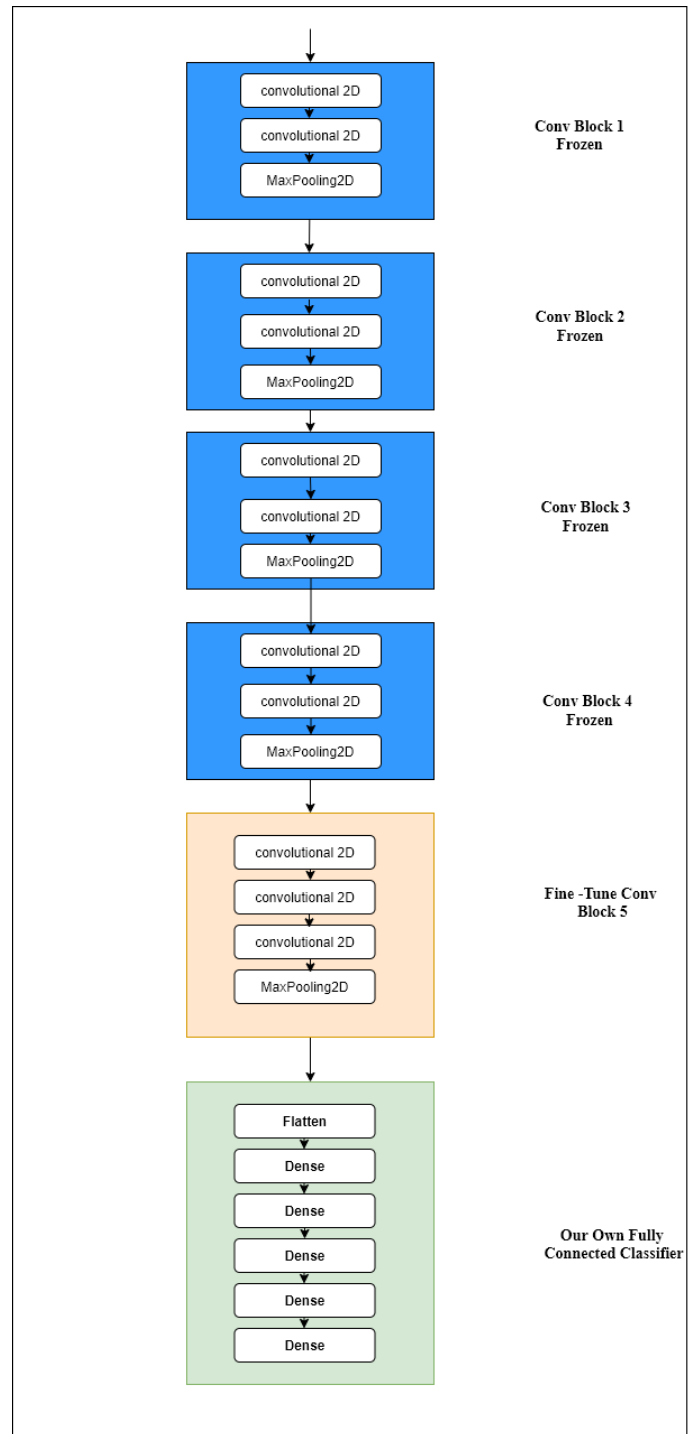 convolutional 2D
convolutional 2D
MaxPooling2D
Conv Block 1
Frozen
convolutional 2D
convolutional 2D
MaxPooling2D
Conv Block 2
Frozen
convolutional 2D
convolutional 2D
MaxPooling2D
Conv Block 3
Frozen
convolutional 2D
convolutional 2D
MaxPooling2D
Conv Block 4
Frozen
convolutional 2D
convolutional 2D
convolutional 2D
MaxPooling2D
Fine -Tune Conv
Block 5
Flatten
Dense
Dense
Dense
Dense
Dense
Our Own Fully
Connected Classifier